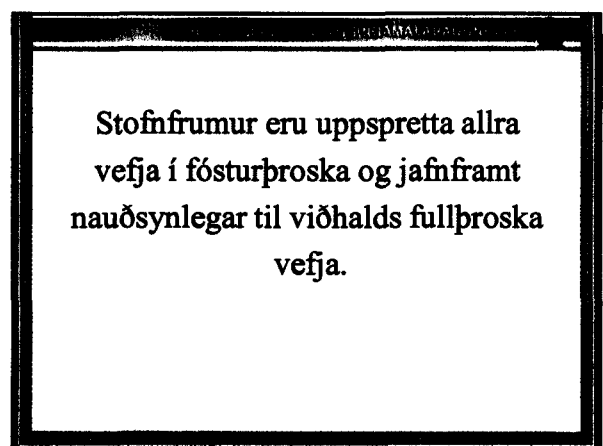 Stofnfrumur eru uppspretta allra
vefja í fósturþroska og jafnframt
nauðsynlegar til viðhalds fullþroska
vefja.